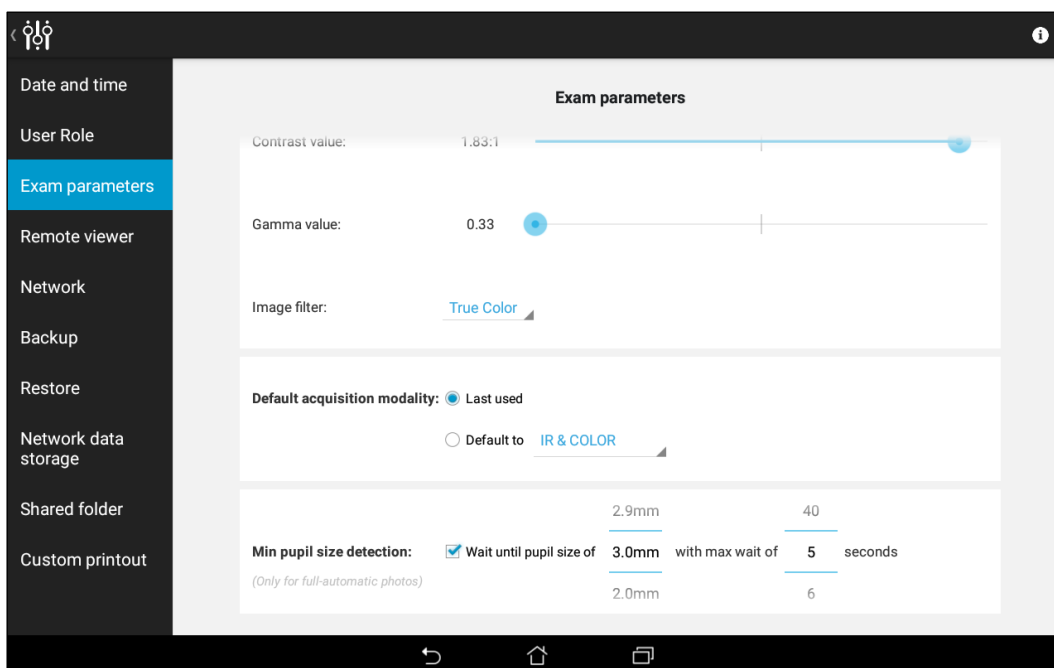 Exam parameters
Date and time
User Role
Exam parameters
Remote viewer
Network
Backup
Restore
Network data
storage
Shared folder
Custom printout
Contrast value: 1.83:1
Gamma value: 0.33
Image filter: True Color
Default acquisition modality: Last used
Default to IR & COLOR
2.9mm 40
Min pupil size detection: Wait until pupil size of 3.0mm with max wait of 5 seconds
(Only for full-automatic photos)
2.0mm 6